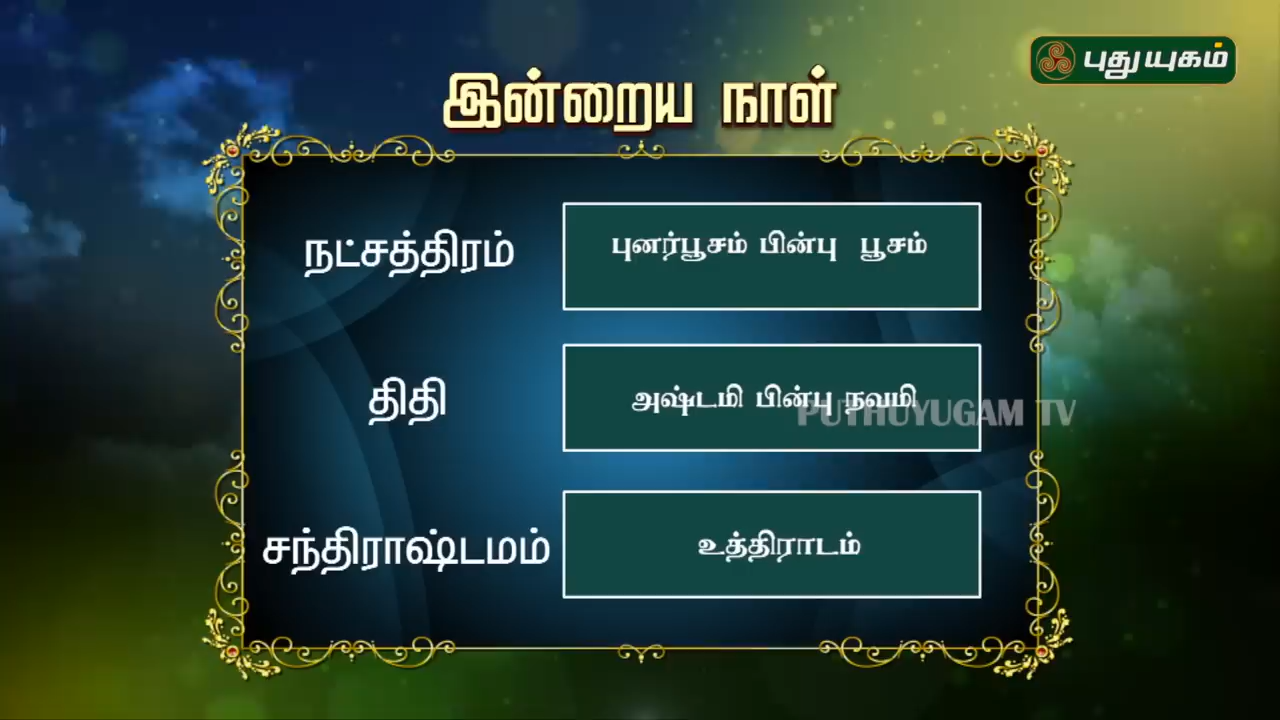 புதுயுகம்
இன்றைய நாள்
நட்சத்திரம்
புனர்பூசம் பின்பு பூசம்
திதி
அஷ்டமி பின்பு நவமி
PUTHUYUGAM TV
சந்திராஷ்டமம்
உத்திராடம்